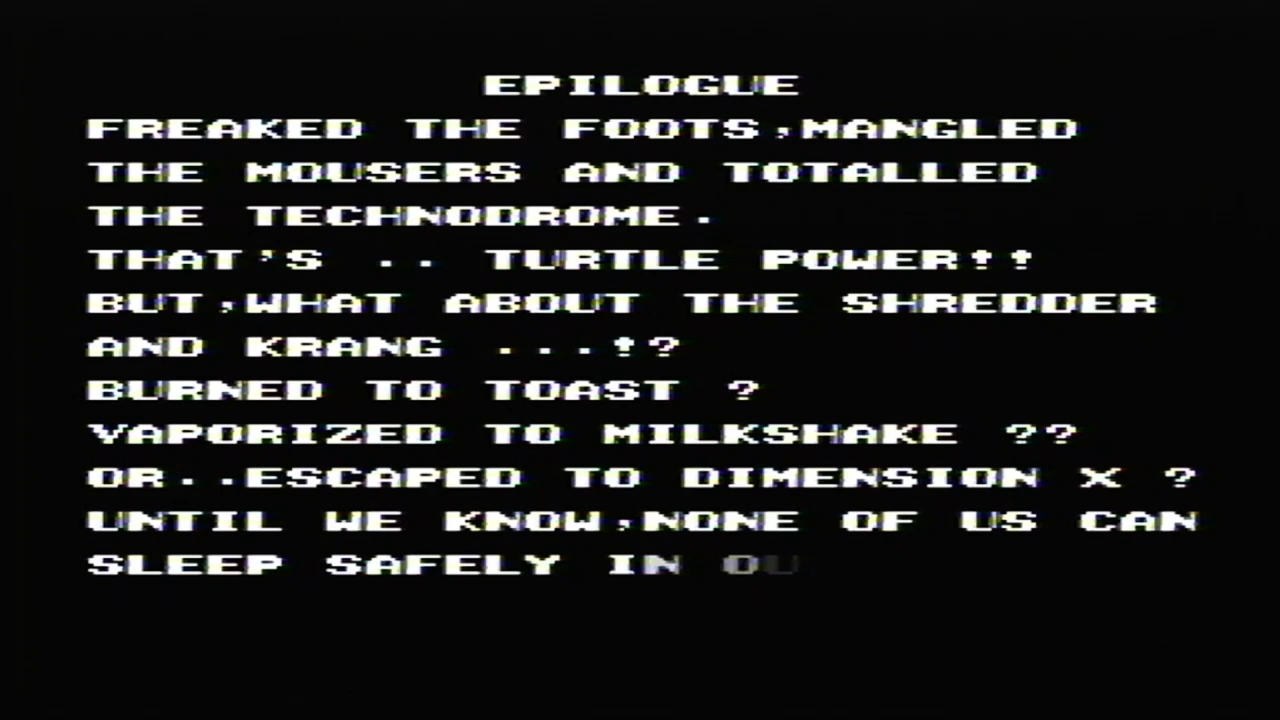 EPILOGUE
FREAKED THE FOOTS,MANGLED
THE MOUSERS AND TOTALLED
THE TECHNODROME.
THAT'S .. TURTLE POWER!!
BUT,WHAT ABOUT THE SHREDDER
AND KRANG ...!?
BURNED TO TOAST ?
VAPORIZED TO MILKSHAKE ??
OR..ESCAPED TO DIMENSION X ?
UNTIL WE KNOW,NONE OF US CAN
SLEEP SAFELY IN OU